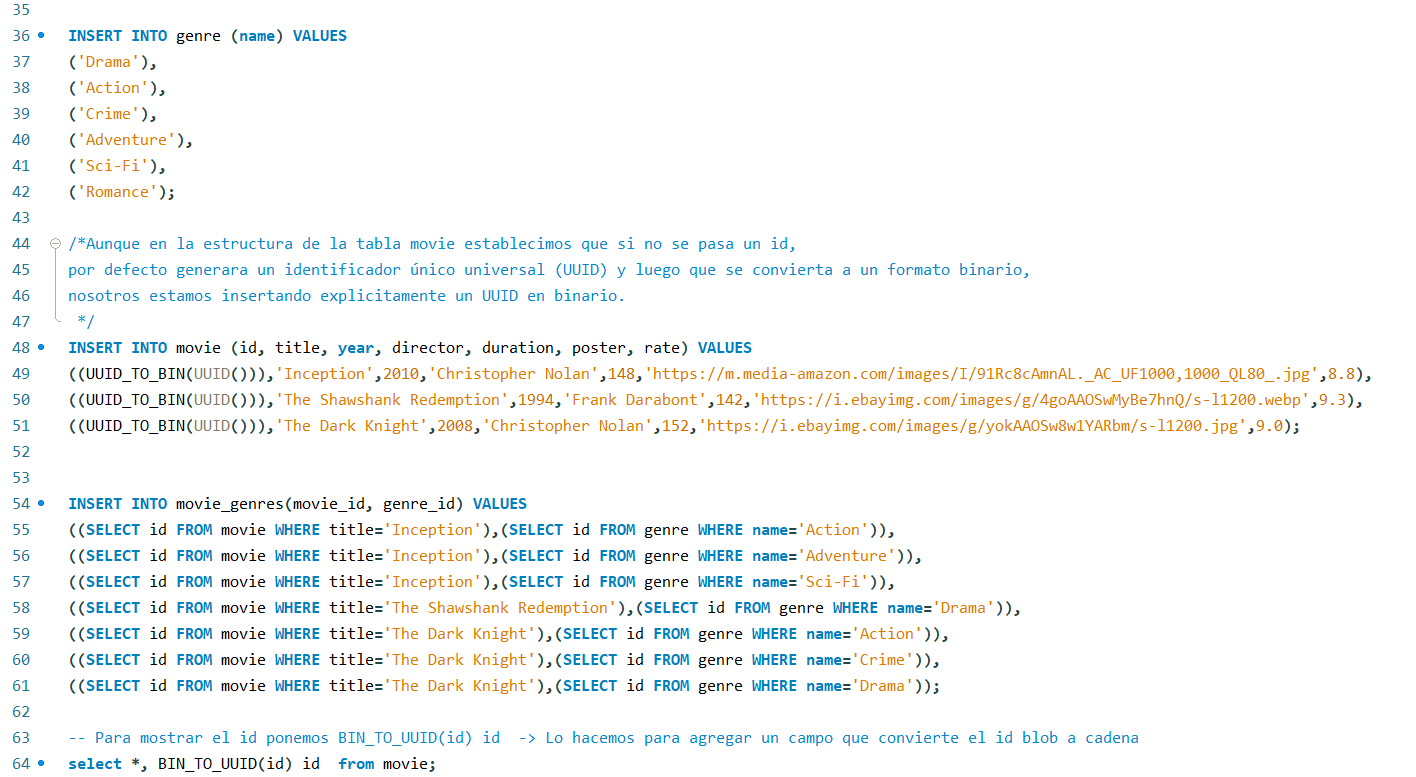 35
36 INSERT INTO genre (name) VALUES
37 ('Drama'),
38 ('Action'),
39 ('Crime'),
40 ('Adventure'),
41 ('Sci-Fi'),
42 ('Romance');
43
44 /*Aunque en la estructura de la tabla movie establecimos que si no se pasa un id,
45 por defecto generara un identificador único universal (UUID) y luego que se convierta a un formato binario,
46 nosotros estamos insertando explicitamente un UUID en binario.
47 */
48 INSERT INTO movie (id, title, year, director, duration, poster, rate) VALUES
49 ((UUID_TO_BIN(UUID())),'Inception',2010,'Christopher Nolan',148,'https://m.media-amazon.com/images/I/91Rc8cAmnAL._AC_UF1000,1000_QL80_.jpg',8.8),
50 ((UUID_TO_BIN(UUID())),'The Shawshank Redemption',1994,'Frank Darabont',142,'https://i.ebayimg.com/images/g/4goAAOSwMyBe7hnQ/s-l1200.webp',9.3),
51 ((UUID_TO_BIN(UUID())),'The Dark Knight',2008,'Christopher Nolan',152,'https://i.ebayimg.com/images/g/yokAAOSw8w1YARbm/s-l1200.jpg',9.0);
52
53
54 INSERT INTO movie_genres(movie_id, genre_id) VALUES
55 ((SELECT id FROM movie WHERE title='Inception'),(SELECT id FROM genre WHERE name='Action')),
56 ((SELECT id FROM movie WHERE title='Inception'),(SELECT id FROM genre WHERE name='Adventure')),
57 ((SELECT id FROM movie WHERE title='Inception'),(SELECT id FROM genre WHERE name='Sci-Fi')),
58 ((SELECT id FROM movie WHERE title='The Shawshank Redemption'),(SELECT id FROM genre WHERE name='Drama')),
59 ((SELECT id FROM movie WHERE title='The Dark Knight'),(SELECT id FROM genre WHERE name='Action')),
60 ((SELECT id FROM movie WHERE title='The Dark Knight'),(SELECT id FROM genre WHERE name='Crime')),
61 ((SELECT id FROM movie WHERE title='The Dark Knight'),(SELECT id FROM genre WHERE name='Drama'));
62
63 -- Para mostrar el id ponemos BIN_TO_UUID(id) id  -> Lo hacemos para agregar un campo que convierte el id blob a cadena
64 select *, BIN_TO_UUID(id) id  from movie;